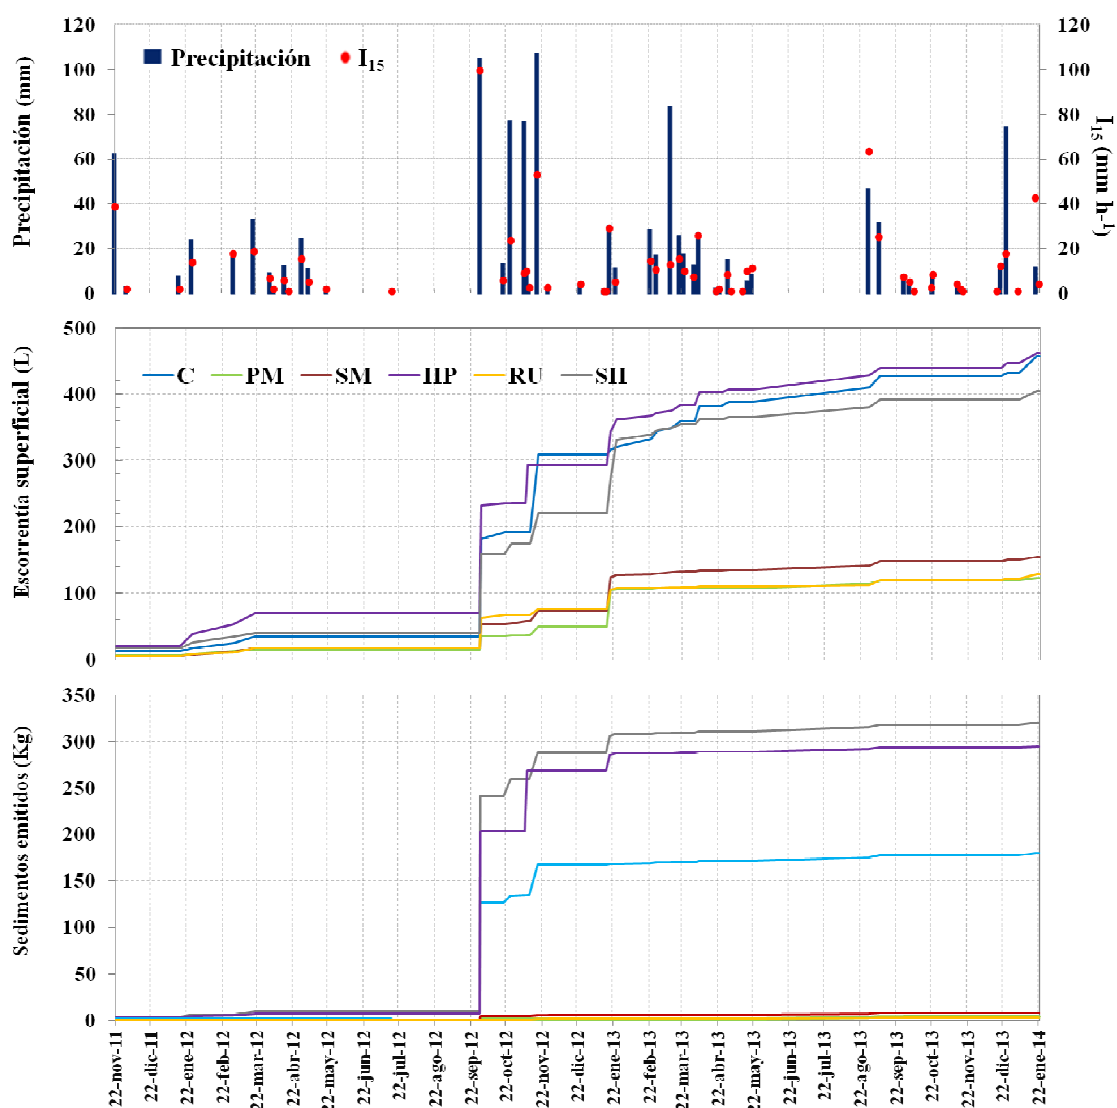 120 120
Precipitación I15
100 100
80 80
60 60
40 40
20 20
0 0
Precipitación (mm)
I15 (mm h-1)
500
C PM SM HP RU SH
400
300
200
100
0
Escorrentía superficial (L)
350
300
250
200
150
100
50
0
Sedimentos emitidos (Kg)
22-nov-11
22-dic-11
22-ene-12
22-feb-12
22-mar-12
22-abr-12
22-may-12
22-jun-12
22-jul-12
22-ago-12
22-sep-12
22-oct-12
22-nov-12
22-dic-12
22-ene-13
22-feb-13
22-mar-13
22-abr-13
22-may-13
22-jun-13
22-jul-13
22-ago-13
22-sep-13
22-oct-13
22-nov-13
22-dic-13
22-ene-14